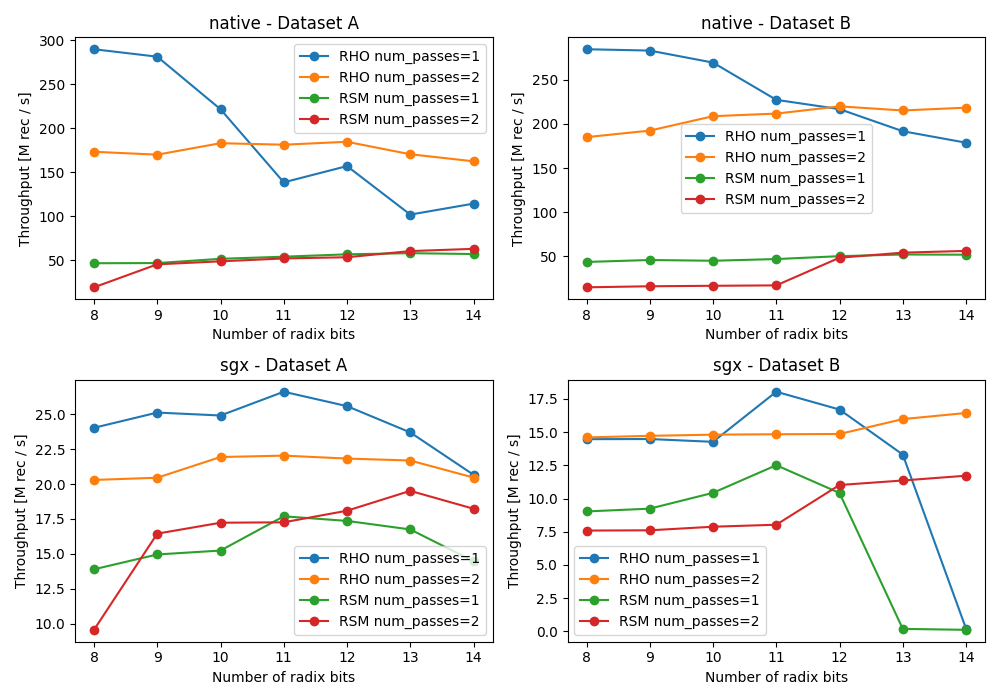 native - Dataset A
Throughput [M rec / s]
300
250
200
150
100
50
RHO num_passes=1
RHO num_passes=2
RSM num_passes=1
RSM num_passes=2
8 9 10 11 12 13 14
Number of radix bits
native - Dataset B
Throughput [M rec / s]
250
200
150
100
50
RHO num_passes=1
RHO num_passes=2
RSM num_passes=1
RSM num_passes=2
8 9 10 11 12 13 14
Number of radix bits
sgx - Dataset A
Throughput [M rec / s]
25.0
22.5
20.0
17.5
15.0
12.5
10.0
RHO num_passes=1
RHO num_passes=2
RSM num_passes=1
RSM num_passes=2
8 9 10 11 12 13 14
Number of radix bits
sgx - Dataset B
Throughput [M rec / s]
17.5
15.0
12.5
10.0
7.5
5.0
2.5
0.0
RHO num_passes=1
RHO num_passes=2
RSM num_passes=1
RSM num_passes=2
8 9 10 11 12 13 14
Number of radix bits